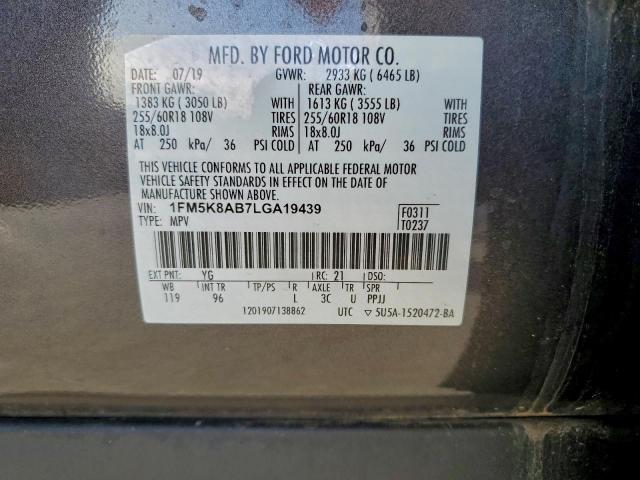 MFD. BY FORD MOTOR CO.
DATE: 07/19 GVWR: 2933 KG ( 6465 LB)
FRONT GAWR: REAR GAWR:
1383 KG ( 3050 LB) WITH 1613 KG ( 3555 LB) WITH
255/60R18 108V TIRES 255/60R18 108V TIRES
18x8.0J RIMS 18x8.0J RIMS
AT 250 kPa/ 36 PSI COLD AT 250 kPa/ 36 PSI COLD
THIS VEHICLE CONFORMS TO ALL APPLICABLE FEDERAL MOTOR
VEHICLE SAFETY STANDARDS IN EFFECT ON THE DATE OF
MANUFACTURE SHOWN ABOVE.
VIN: 1FM5K8AB7LGA19439 F0311
TYPE: MPV T0237
EXT PNT: YG RC: 21 DSO:
WB INT TR TP/PS R AXLE TR SPR
119 96 L 3C U PPJJ
1201907138862 UTC ▽ 5U5A-1520472-BA